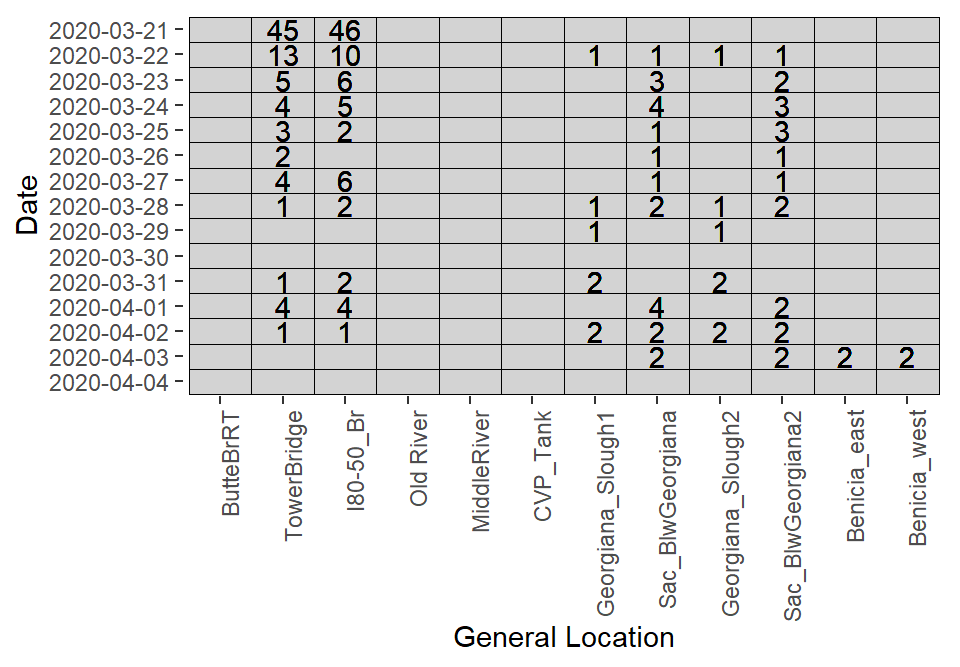 2020-03-21 45 46
2020-03-22 13 10 1 1 1 1
2020-03-23 5 6 3 2
2020-03-24 4 5 4 3
2020-03-25 3 2 1 3
2020-03-26 2 1 1
2020-03-27 4 6 1 1
2020-03-28 1 2 1 2 1 2
2020-03-29 1 1
2020-03-30
2020-03-31 1 2 2 2
2020-04-01 4 4 4 2
2020-04-02 1 1 2 2 2 2
2020-04-03 2 2 2 2
2020-04-04
Date
ButteBrRT
TowerBridge
I80-50_Br
Old River
MiddleRiver
CVP_Tank
Georgiana_Slough1
Sac_BlwGeorgiana
Georgiana_Slough2
Sac_BlwGeorgiana2
Benicia_east
Benicia_west
General Location